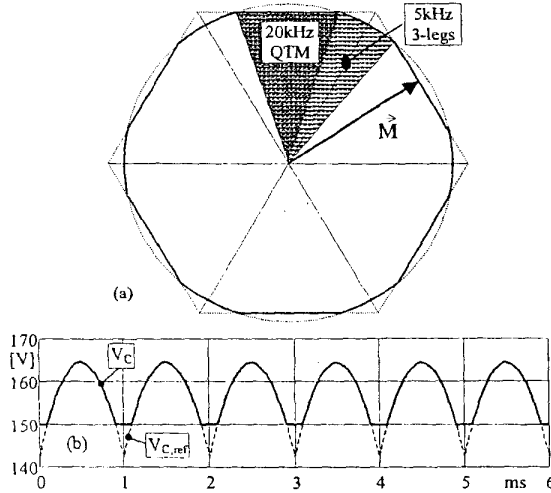 20kHz
QTM
5kHz
3-legs
M
(a)
170
[V]
160
150
140
V_C
(b)
V_C,ref
0 1 2 3 4 5 ms 6